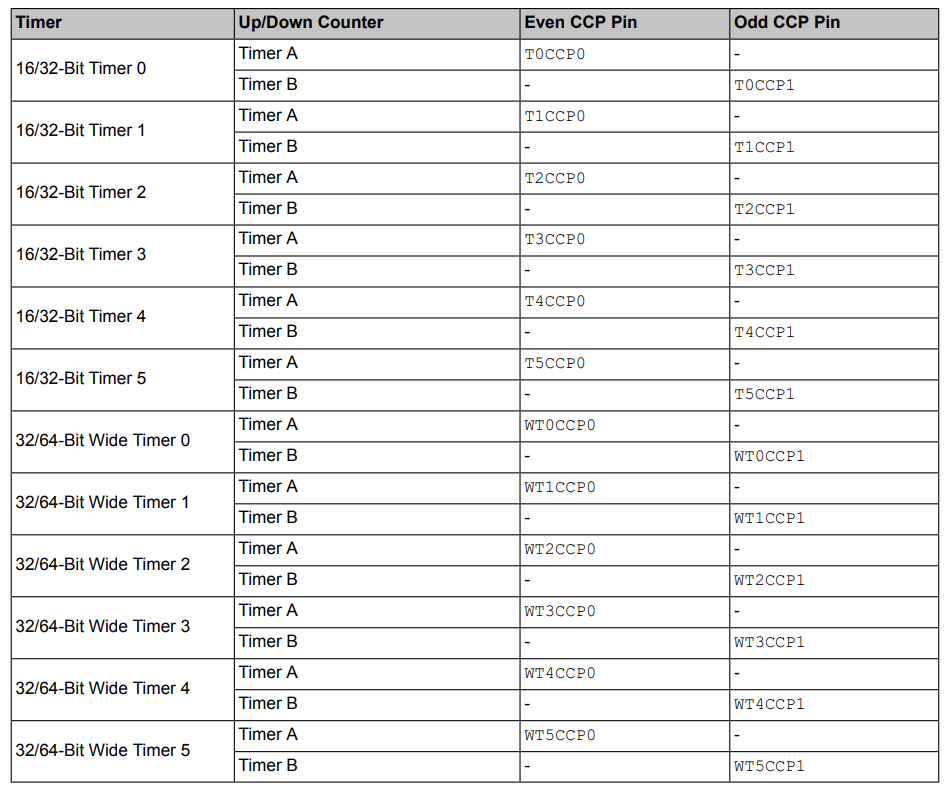 Timer Up/Down Counter Even CCP Pin Odd CCP Pin
16/32-Bit Timer 0 Timer A T0CCP0 -
Timer B - T0CCP1
16/32-Bit Timer 1 Timer A T1CCP0 -
Timer B - T1CCP1
16/32-Bit Timer 2 Timer A T2CCP0 -
Timer B - T2CCP1
16/32-Bit Timer 3 Timer A T3CCP0 -
Timer B - T3CCP1
16/32-Bit Timer 4 Timer A T4CCP0 -
Timer B - T4CCP1
16/32-Bit Timer 5 Timer A T5CCP0 -
Timer B - T5CCP1
32/64-Bit Wide Timer 0 Timer A WT0CCP0 -
Timer B - WT0CCP1
32/64-Bit Wide Timer 1 Timer A WT1CCP0 -
Timer B - WT1CCP1
32/64-Bit Wide Timer 2 Timer A WT2CCP0 -
Timer B - WT2CCP1
32/64-Bit Wide Timer 3 Timer A WT3CCP0 -
Timer B - WT3CCP1
32/64-Bit Wide Timer 4 Timer A WT4CCP0 -
Timer B - WT4CCP1
32/64-Bit Wide Timer 5 Timer A WT5CCP0 -
Timer B - WT5CCP1